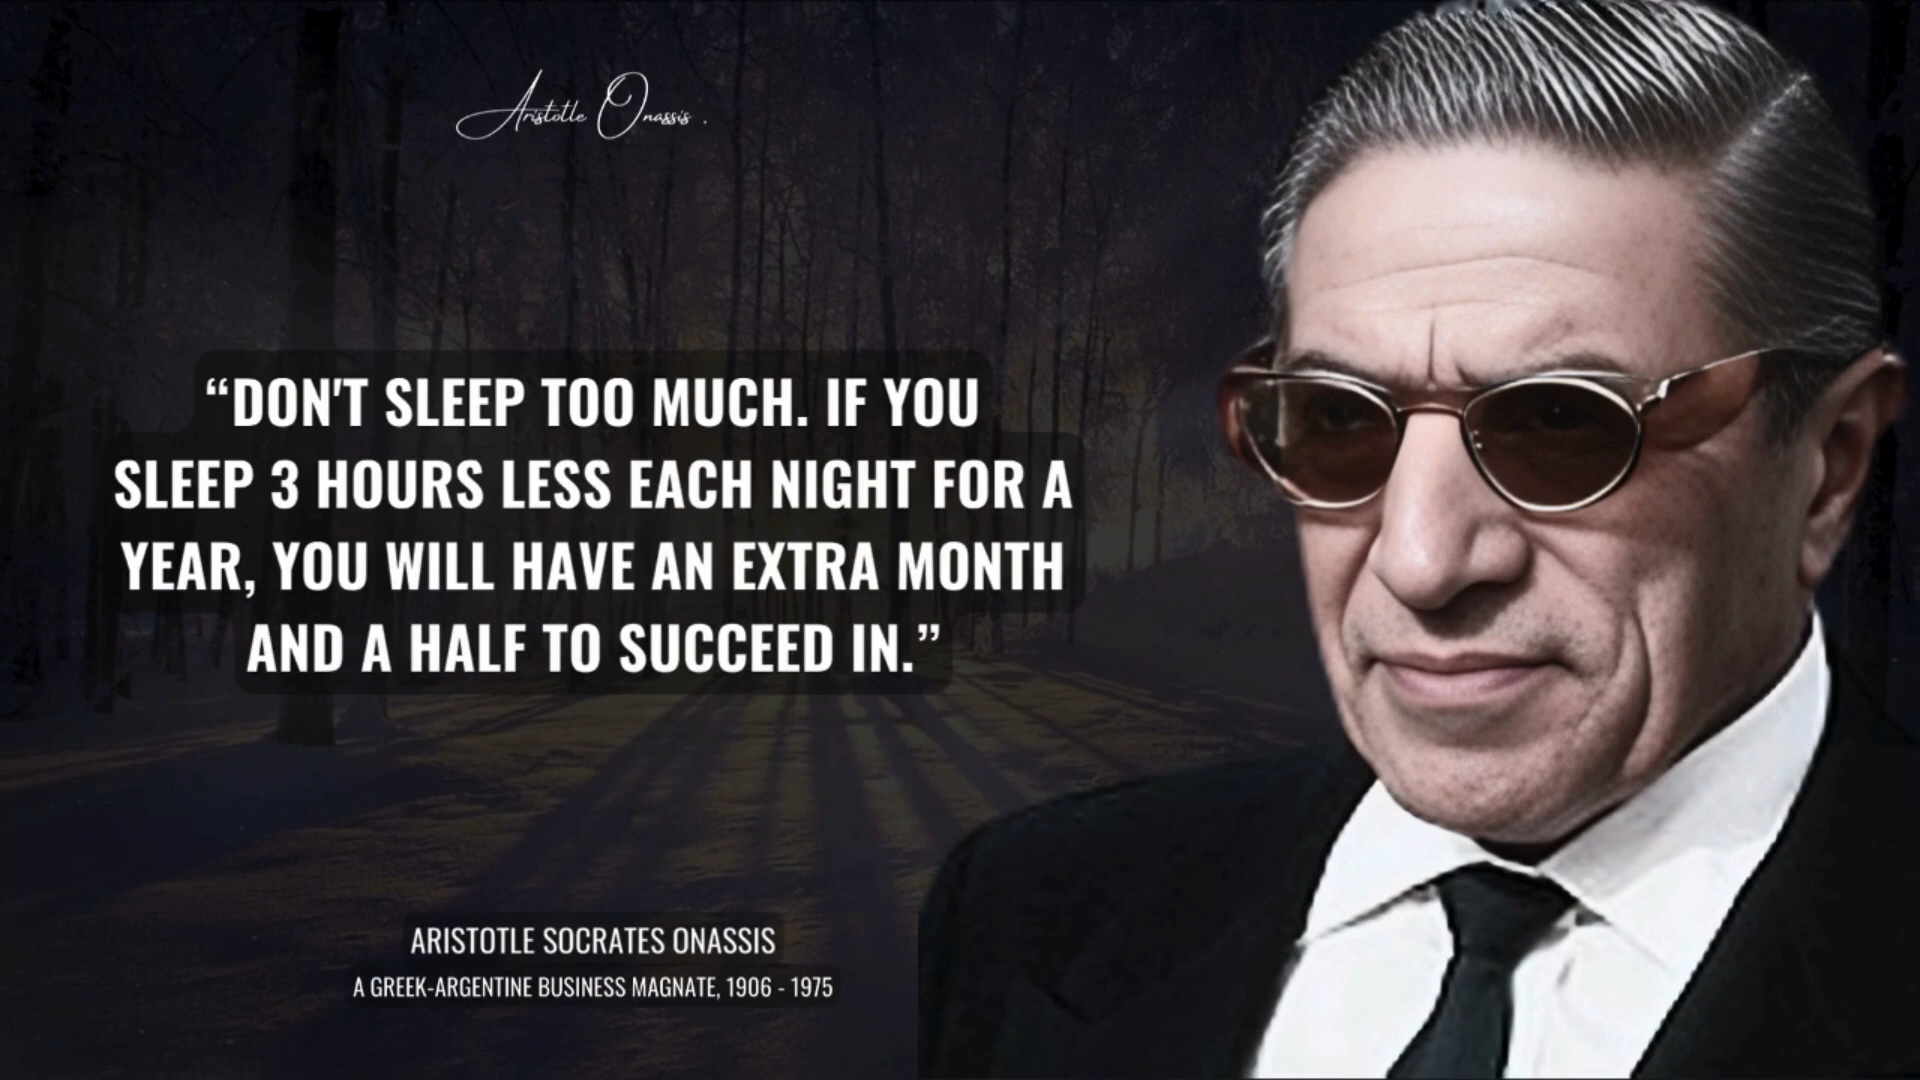 Aristotle Onassis .
“DON'T SLEEP TOO MUCH. IF YOU
SLEEP 3 HOURS LESS EACH NIGHT FOR A
YEAR, YOU WILL HAVE AN EXTRA MONTH
AND A HALF TO SUCCEED IN.”
ARISTOTLE SOCRATES ONASSIS
A GREEK-ARGENTINE BUSINESS MAGNATE, 1906 - 1975